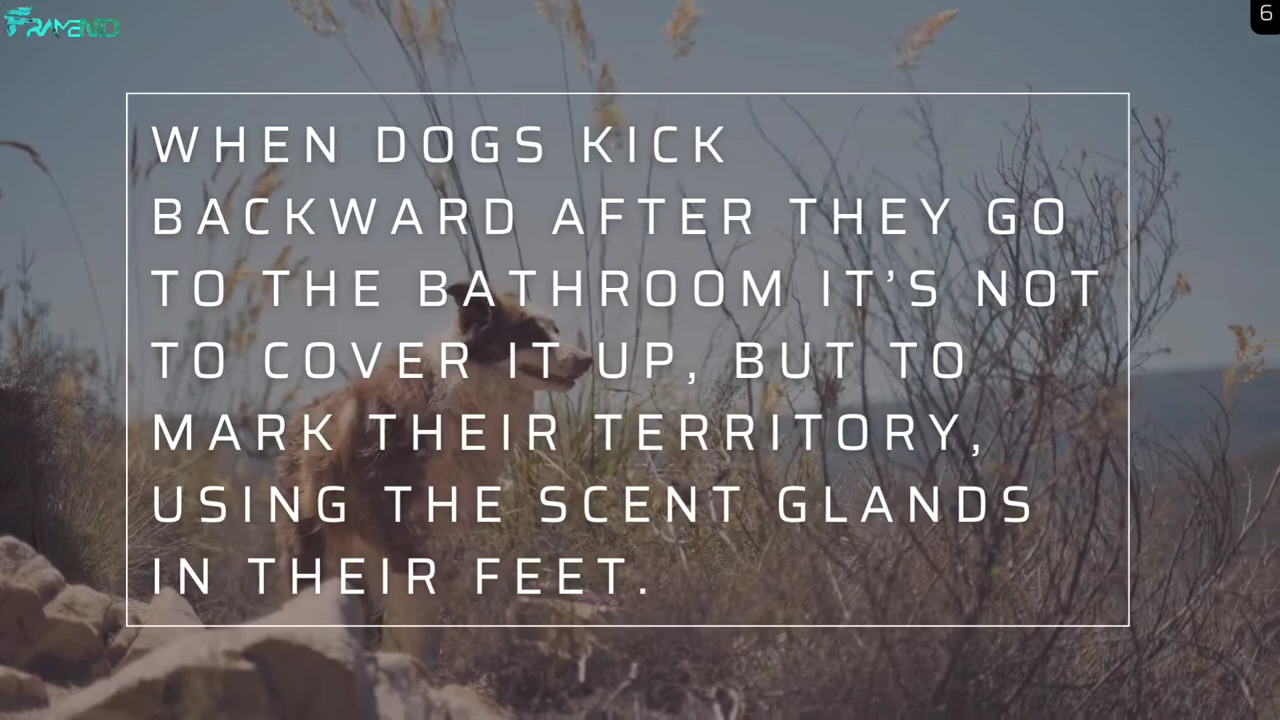 FRAMENID
6
WHEN DOGS KICK
BACKWARD AFTER THEY GO
TO THE BATHROOM IT’S NOT
TO COVER IT UP, BUT TO
MARK THEIR TERRITORY,
USING THE SCENT GLANDS
IN THEIR FEET.